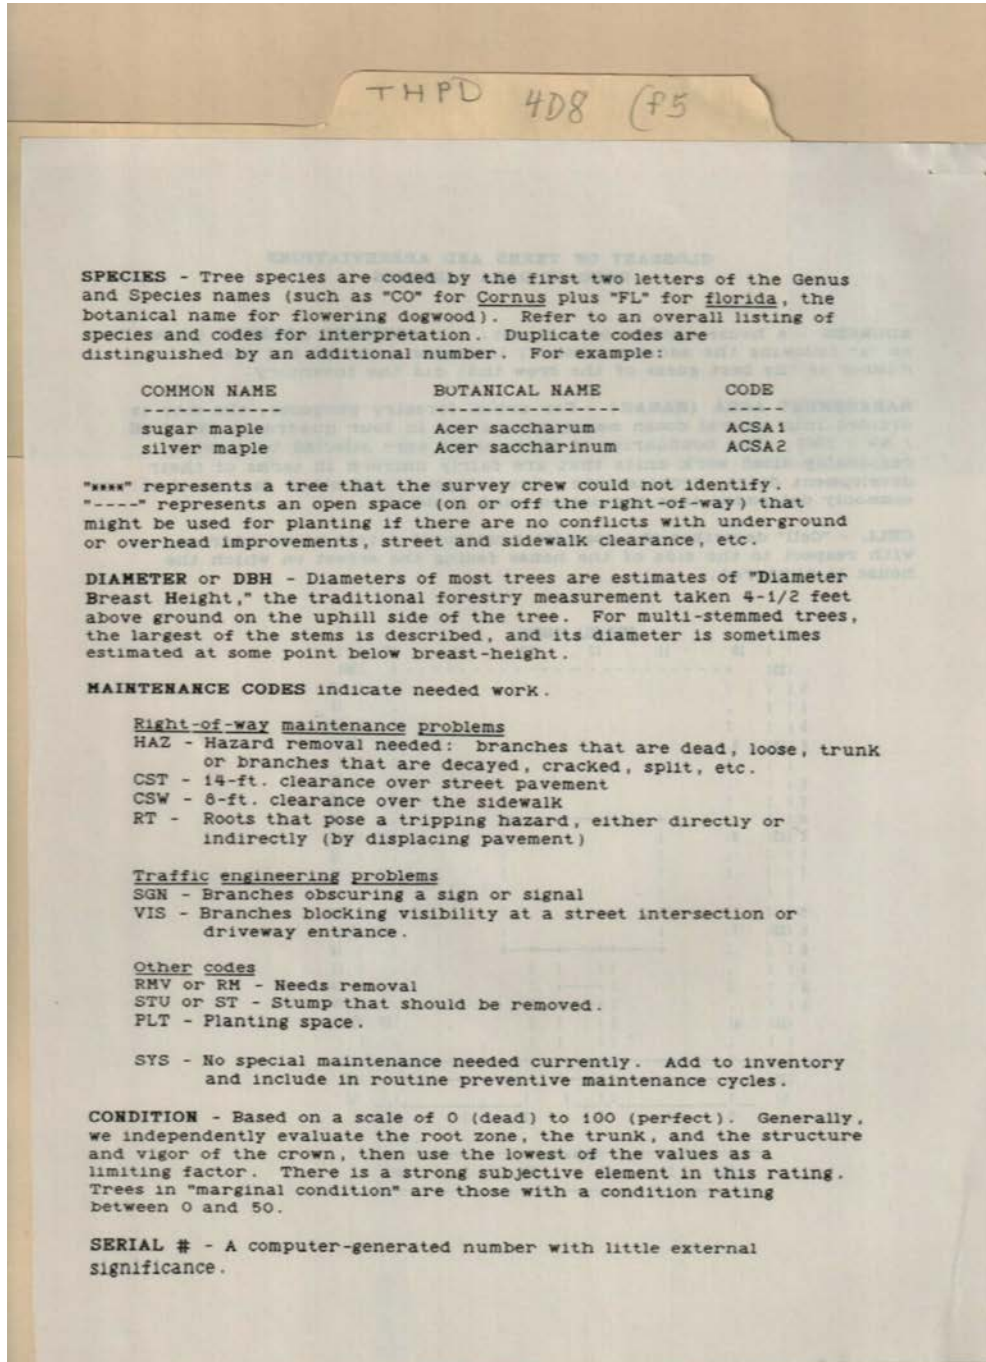 THPD 4D8 (f5
SPECIES - Tree species are coded by the first two letters of the Genus
and Species names (such as "CO" for Cornus plus "FL" for florida, the
botanical name for flowering dogwood). Refer to an overall listing of
species and codes for interpretation. Duplicate codes are
distinguished by an additional number. For example:
COMMON NAME BOTANICAL NAME CODE
------------ ---------------- -----
sugar maple Acer saccharum ACSA1
silver maple Acer saccharinum ACSA2
"****" represents a tree that the survey crew could not identify.
"----" represents an open space (on or off the right-of-way) that
might be used for planting if there are no conflicts with underground
or overhead improvements, street and sidewalk clearance, etc.
DIAMETER or DBH - Diameters of most trees are estimates of "Diameter
Breast Height," the traditional forestry measurement taken 4-1/2 feet
above ground on the uphill side of the tree. For multi-stemmed trees,
the largest of the stems is described, and its diameter is sometimes
estimated at some point below breast-height.
MAINTENANCE CODES indicate needed work.
Right-of-way maintenance problems
HAZ - Hazard removal needed: branches that are dead, loose, trunk
or branches that are decayed, cracked, split, etc.
CST - 14-ft. clearance over street pavement
CSW - 8-ft. clearance over the sidewalk
RT - Roots that pose a tripping hazard, either directly or
indirectly (by displacing pavement)
Traffic engineering problems
SGN - Branches obscuring a sign or signal
VIS - Branches blocking visibility at a street intersection or
driveway entrance.
Other codes
RMV or RM - Needs removal
STU or ST - Stump that should be removed.
PLT - Planting space.
SYS - No special maintenance needed currently. Add to inventory
and include in routine preventive maintenance cycles.
CONDITION - Based on a scale of 0 (dead) to 100 (perfect). Generally,
we independently evaluate the root zone, the trunk, and the structure
and vigor of the crown, then use the lowest of the values as a
limiting factor. There is a strong subjective element in this rating.
Trees in "marginal condition" are those with a condition rating
between 0 and 50.
SERIAL # - A computer-generated number with little external
significance.